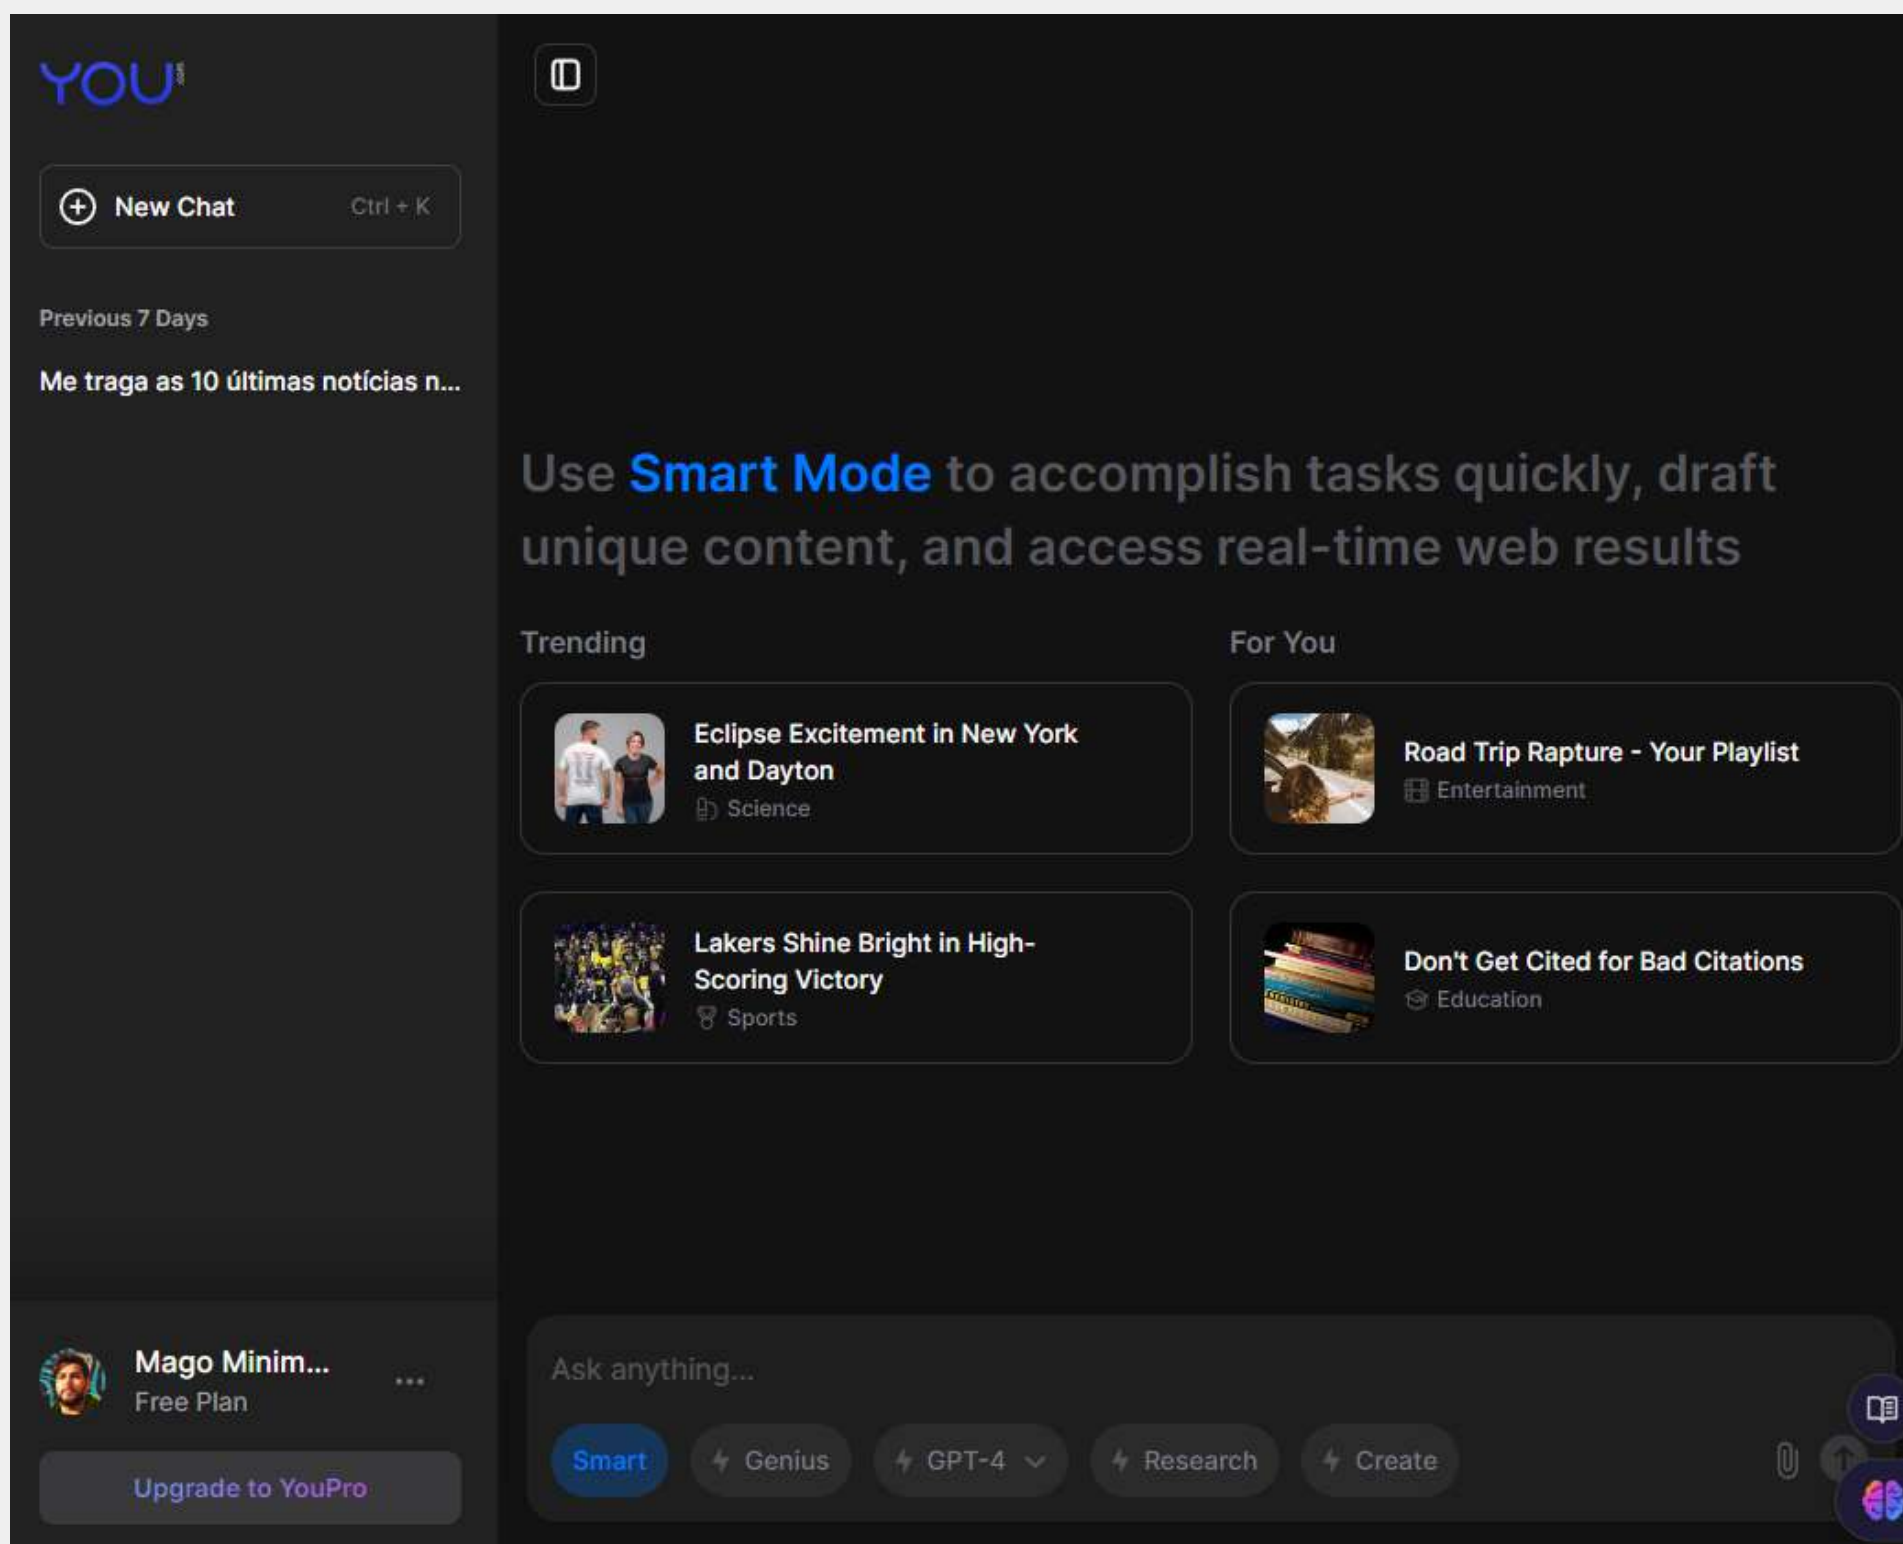 YOU.com
New Chat Ctrl + K
Previous 7 Days
Me traga as 10 últimas notícias n...
Use Smart Mode to accomplish tasks quickly, draft
unique content, and access real-time web results
Trending
Eclipse Excitement in New York
and Dayton
Science
Lakers Shine Bright in High-
Scoring Victory
Sports
For You
Road Trip Rapture - Your Playlist
Entertainment
Don't Get Cited for Bad Citations
Education
Mago Minim...
Free Plan
Upgrade to YouPro
Ask anything...
Smart Genius GPT-4 Research Create